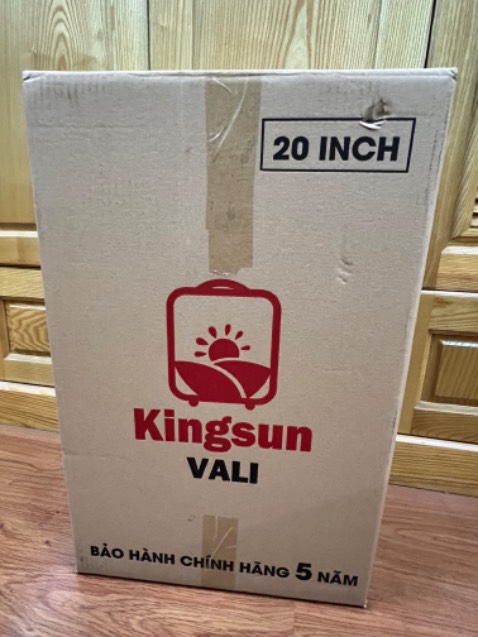 20 INCH
Kingsun
VALI
BẢO HÀNH CHÍNH HÃNG 5 NĂM